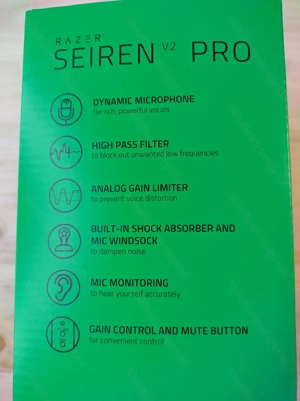 RAZER
SEIREN V2 PRO
DYNAMIC MICROPHONE
for rich, powerful vocals
HIGH PASS FILTER
to block out unwanted low frequencies
ANALOG GAIN LIMITER
to prevent voice distortion
BUILT-IN SHOCK ABSORBER AND
MIC WINDSOCK
to dampen noise
MIC MONITORING
to hear yourself accurately
GAIN CONTROL AND MUTE BUTTON
for convenient control